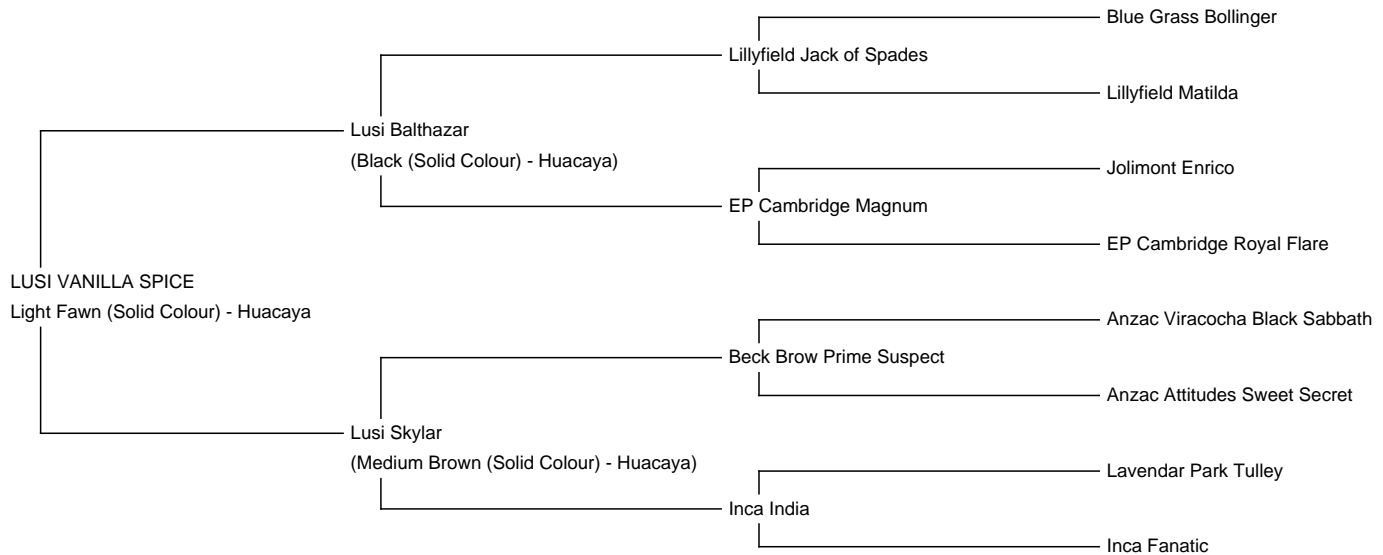 Blue Grass Bollinger
Lillyfield Jack of Spades
Lillyfield Matilda
Lusi Balthazar
(Black (Solid Colour) - Huacaya)
Jolimont Enrico
EP Cambridge Magnum
EP Cambridge Royal Flare
LUSI VANILLA SPICE
Light Fawn (Solid Colour) - Huacaya
Anzac Viracocha Black Sabbath
Beck Brow Prime Suspect
Anzac Attitudes Sweet Secret
Lusi Skylar
(Medium Brown (Solid Colour) - Huacaya)
Lavendar Park Tulley
Inca India
Inca Fanatic